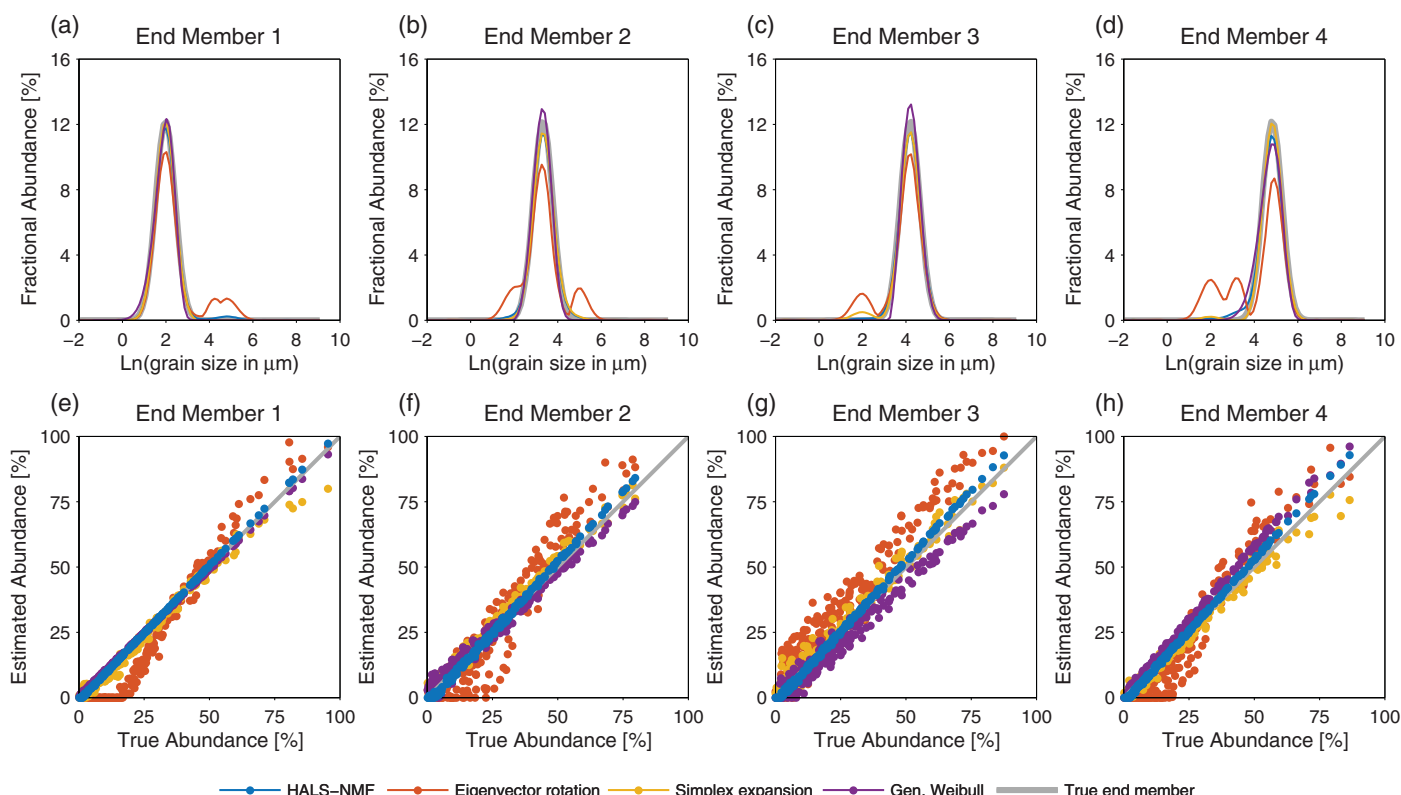 (a) End Member 1
(b) End Member 2
(c) End Member 3
(d) End Member 4
Fractional Abundance [%]
16
12
8
4
0
−2 0 2 4 6 8 10
Ln(grain size in μm)
Fractional Abundance [%]
16
12
8
4
0
−2 0 2 4 6 8 10
Ln(grain size in μm)
Fractional Abundance [%]
16
12
8
4
0
−2 0 2 4 6 8 10
Ln(grain size in μm)
Fractional Abundance [%]
16
12
8
4
0
−2 0 2 4 6 8 10
Ln(grain size in μm)
(e) End Member 1
(f) End Member 2
(g) End Member 3
(h) End Member 4
Estimated Abundance [%]
100
75
50
25
0
0 25 50 75 100
True Abundance [%]
Estimated Abundance [%]
100
75
50
25
0
0 25 50 75 100
True Abundance [%]
Estimated Abundance [%]
100
75
50
25
0
0 25 50 75 100
True Abundance [%]
Estimated Abundance [%]
100
75
50
25
0
0 25 50 75 100
True Abundance [%]
HALS−NMF Eigenvector rotation Simplex expansion Gen. Weibull True end member